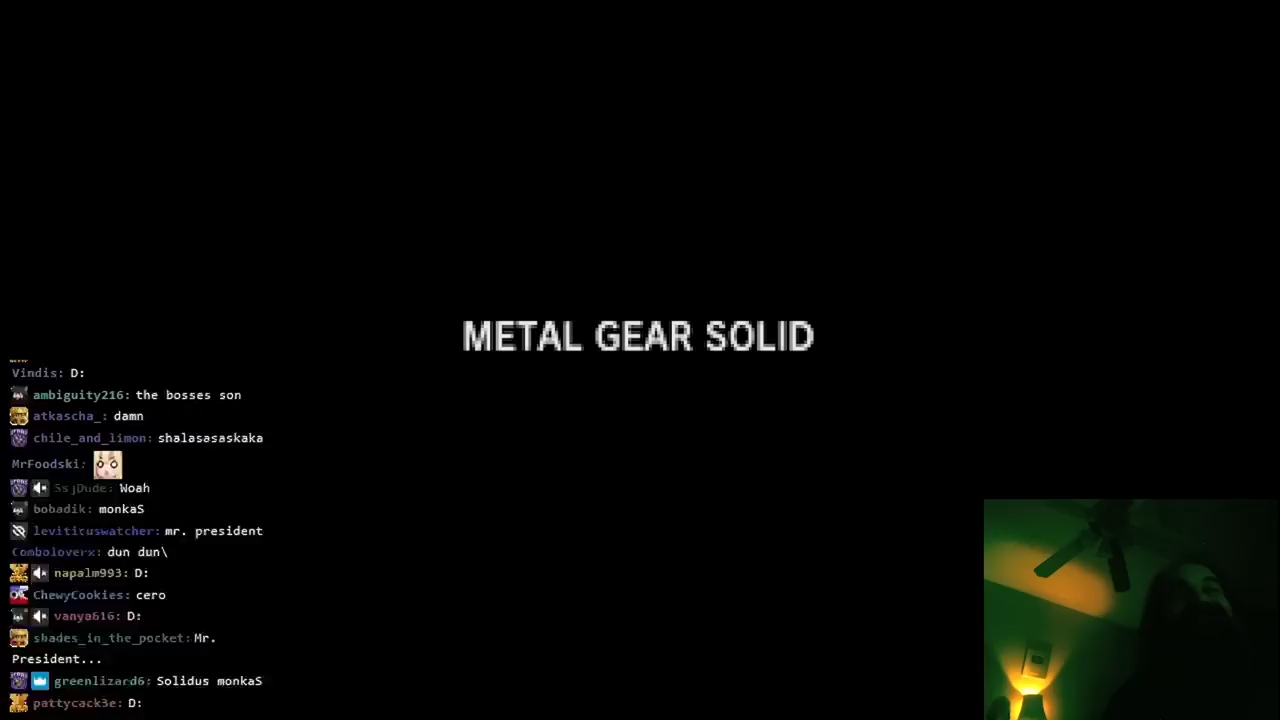 METAL GEAR SOLID
Vindis: D:
ambiguity216: the bosses son
atkascha_: damn
chile_and_limon: shalasasaskaka
MrFoodski:
SsjDude: Woah
bobadik: monkaS
leviticuswatcher: mr. president
Comboloverx: dun dun\
napalm993: D:
ChewyCookies: cero
vanya616: D:
shades_in_the_pocket: Mr.
President...
greenlizard6: Solidus monkaS
pattycack3e: D: